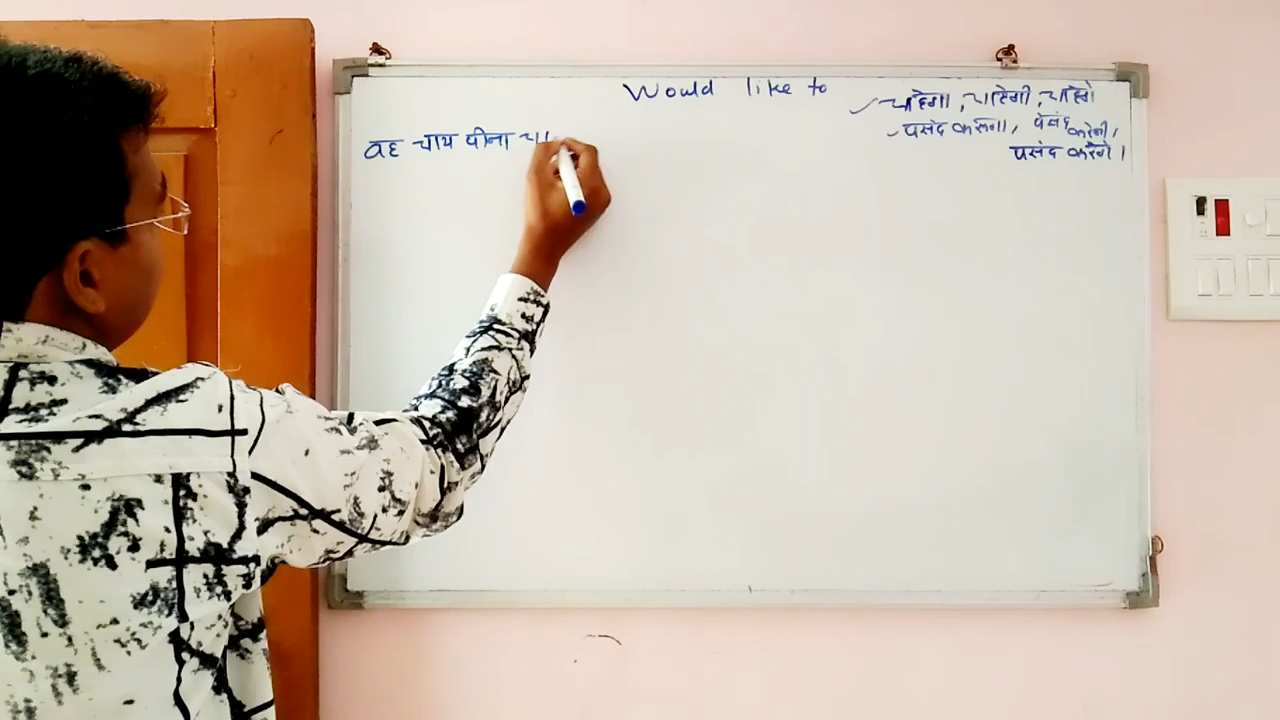 Would like to
चाहेगा, चाहेगी, चाहेंगे
पसंद करूंगा, पसंद करेगी,
पसंद करेंगे।
वह चाय पीना चा